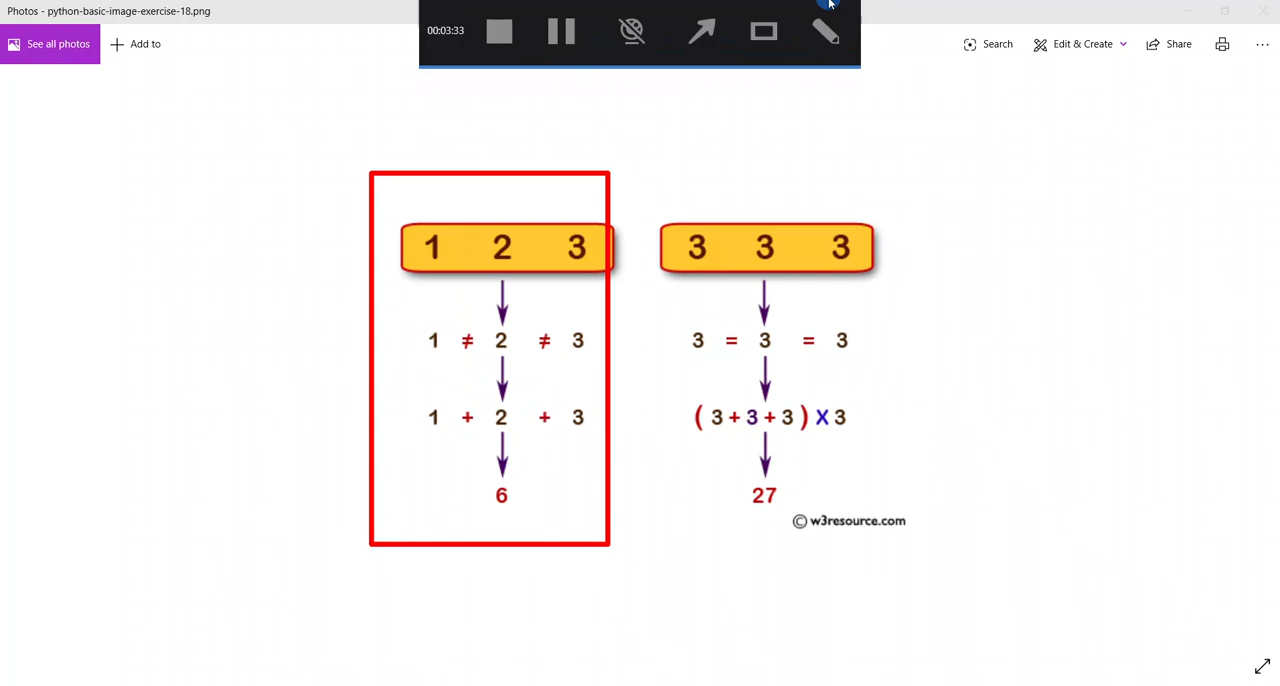 Photos - python-basic-image-exercise-18.png
00:03:33
See all photos
Add to
Search
Edit & Create
Share
1 2 3
1 ≠ 2 ≠ 3
1 + 2 + 3
6
3 3 3
3 = 3 = 3
(3+3+3) X 3
27
© w3resource.com